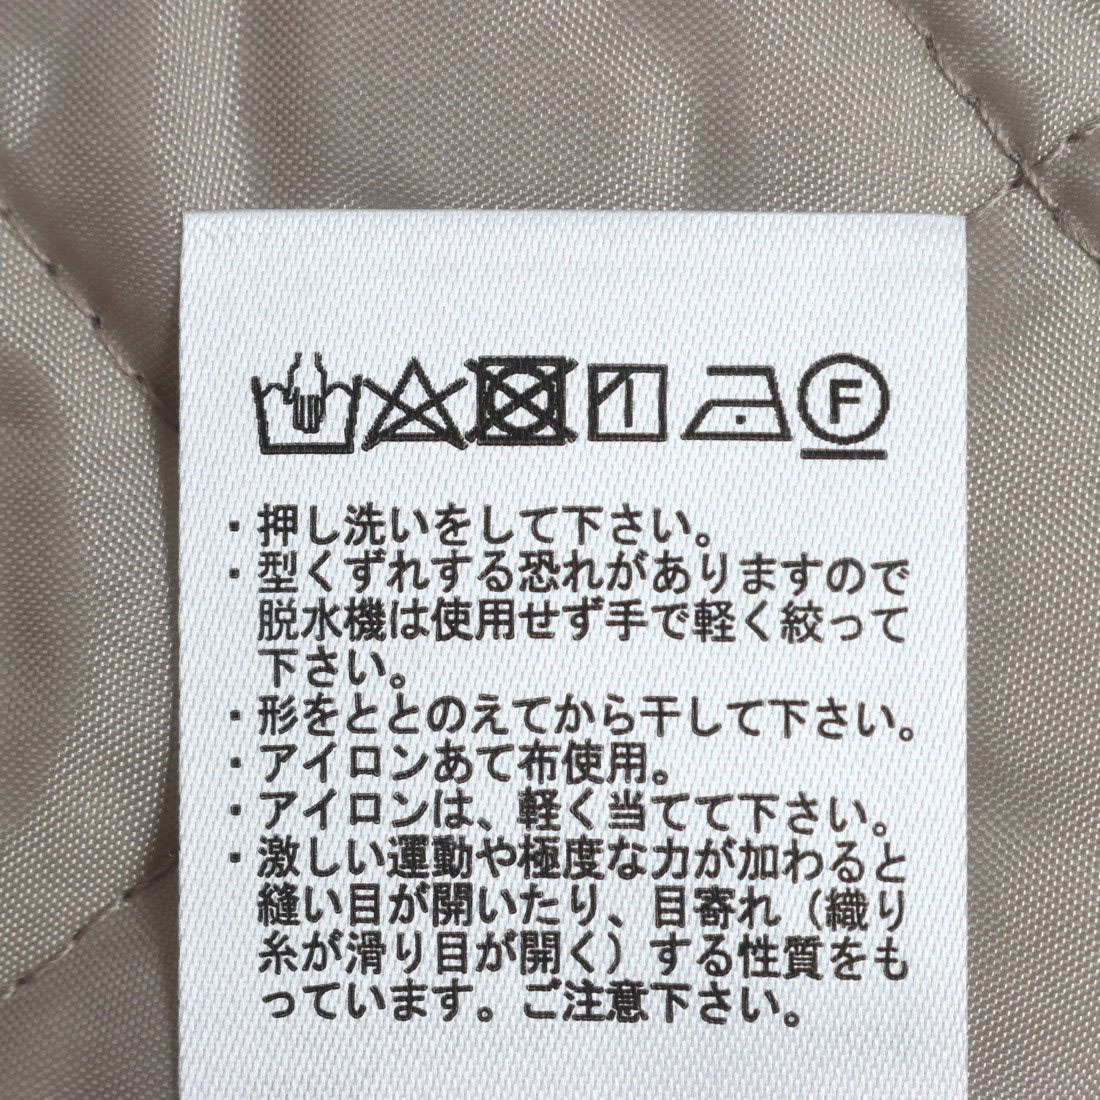 F
・押し洗いをして下さい。
・型くずれする恐れがありますので
脱水機は使用せず手で軽く絞って
下さい。
・形をととのえてから干して下さい。
・アイロンあて布使用。
・アイロンは、軽く当てて下さい。
・激しい運動や極度な力が加わると
縫い目が開いたり、目寄れ（織り
糸が滑り目が開く）する性質をも
っています。ご注意下さい。